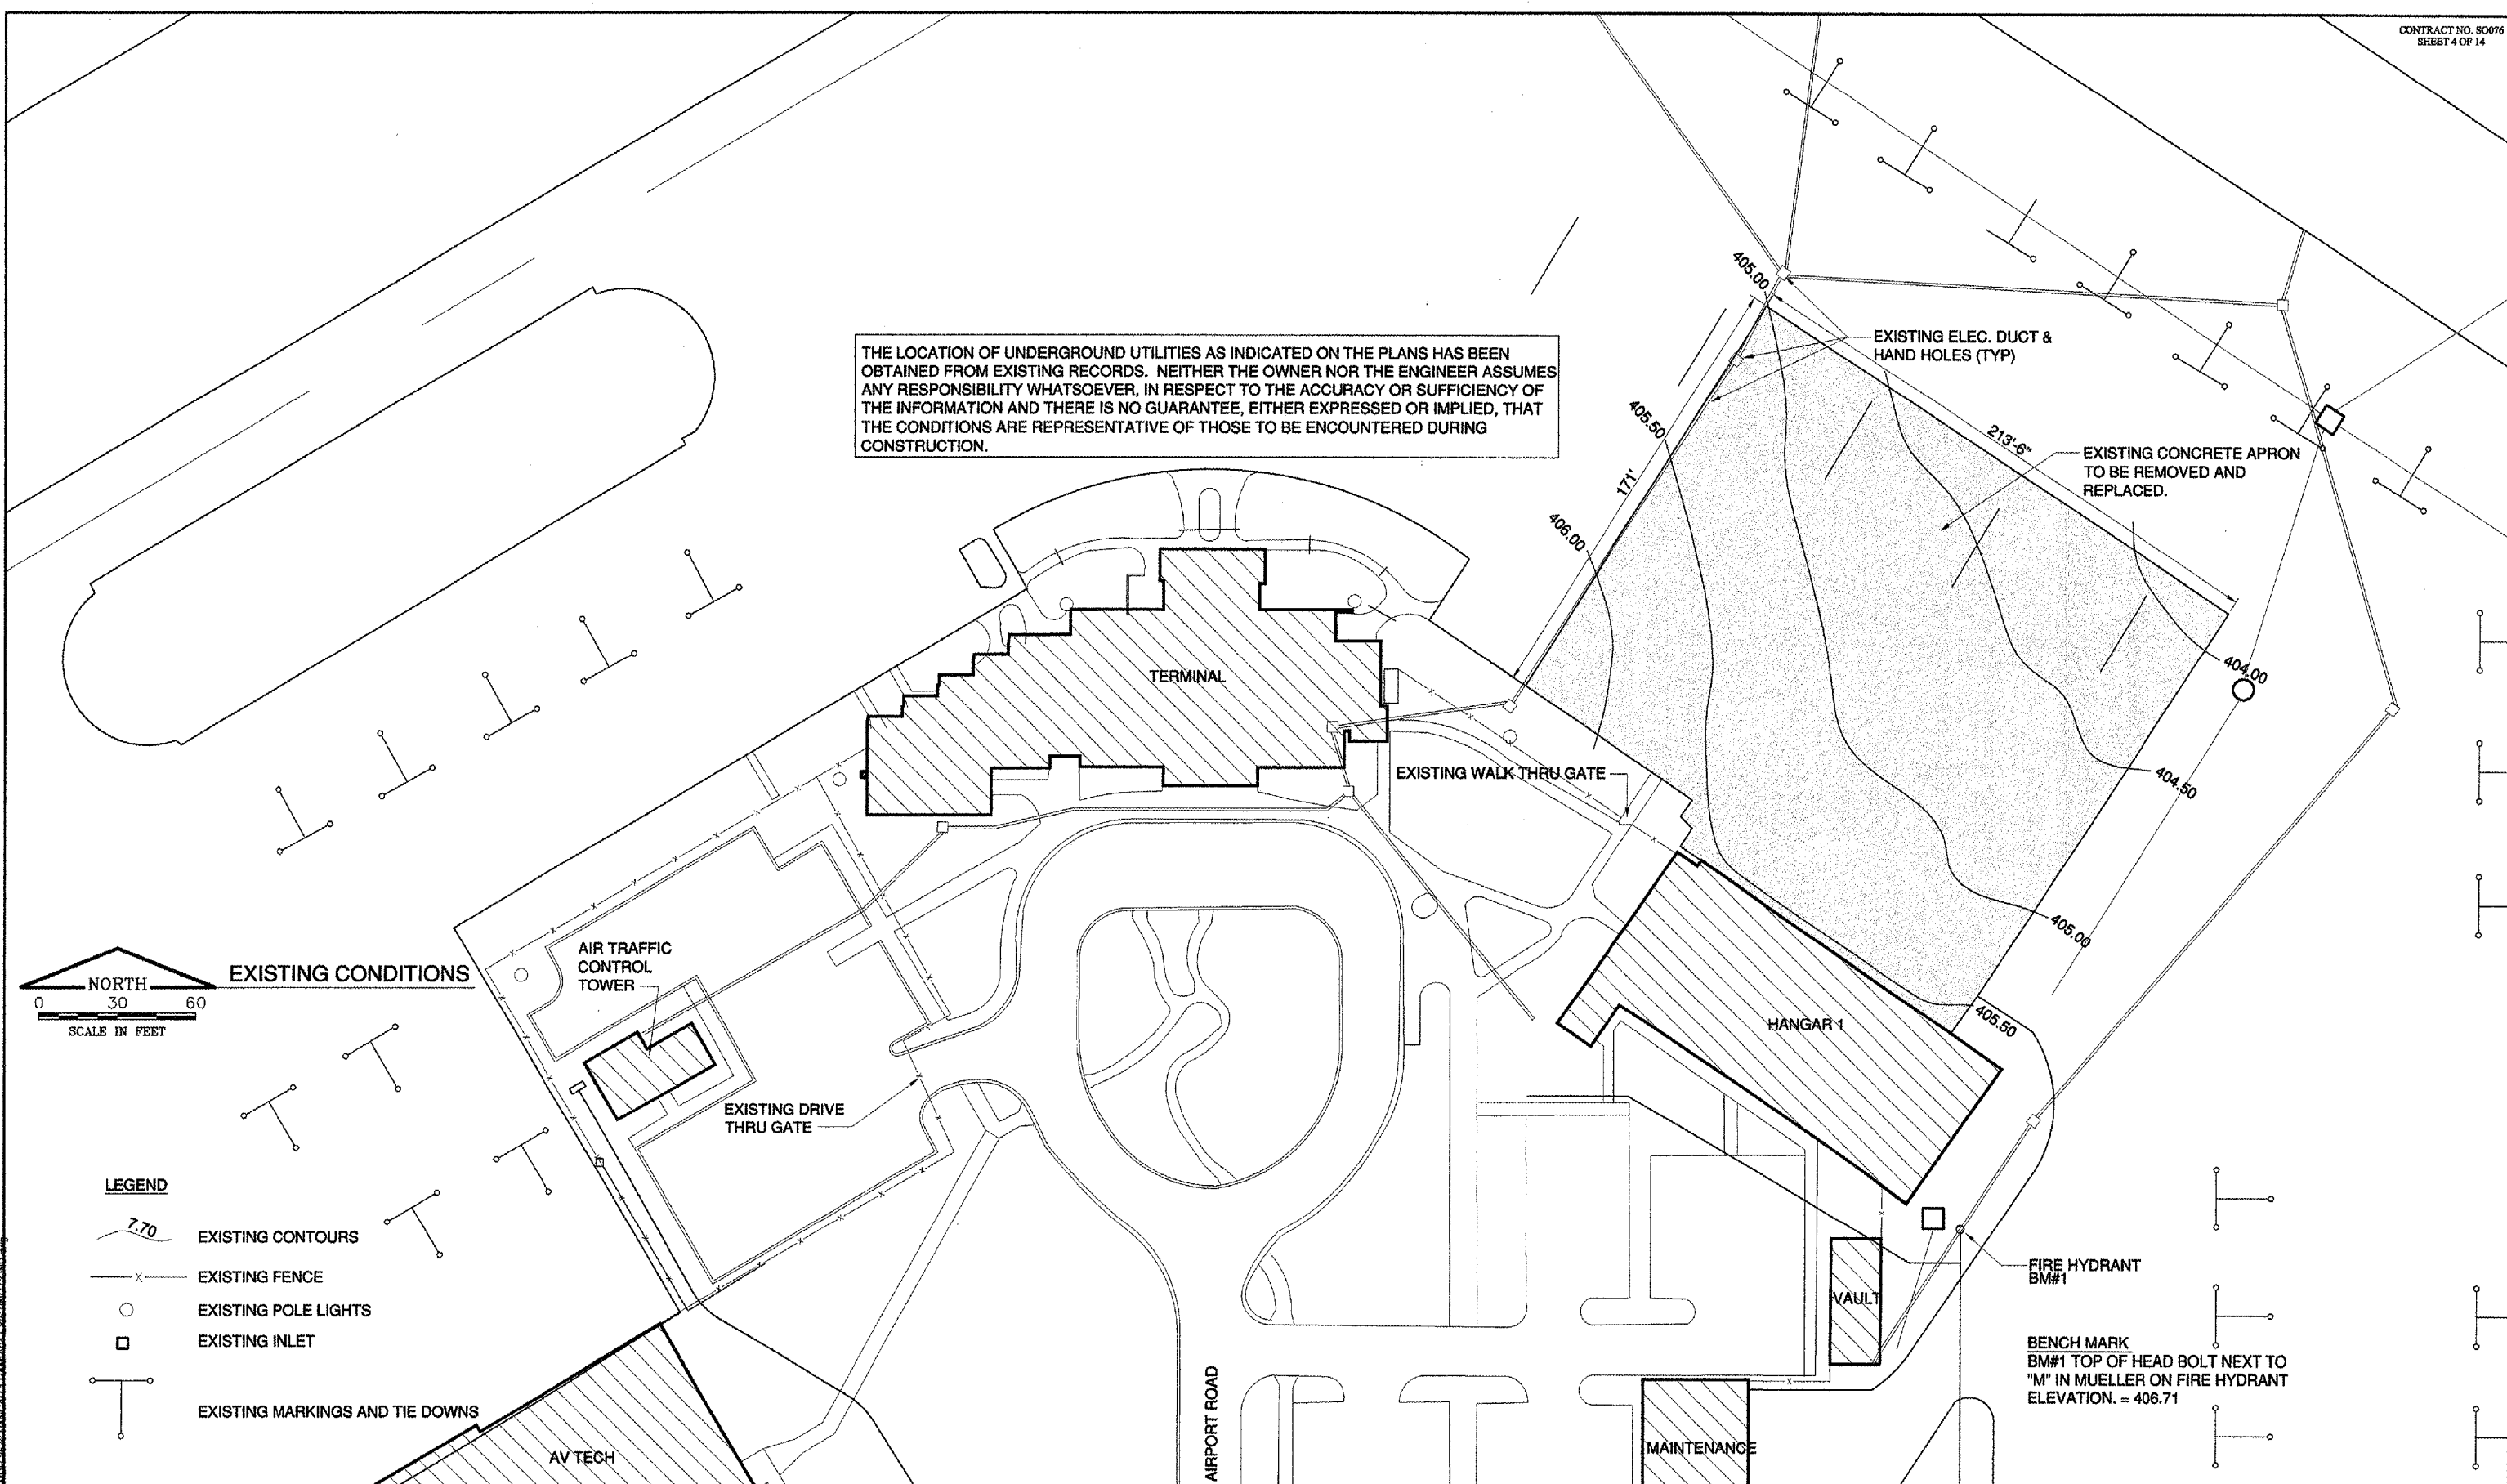 CONTRACT NO. SO076
SHEET 4 OF 14
THE LOCATION OF UNDERGROUND UTILITIES AS INDICATED ON THE PLANS HAS BEEN
OBTAINED FROM EXISTING RECORDS. NEITHER THE OWNER NOR THE ENGINEER ASSUMES
ANY RESPONSIBILITY WHATSOEVER, IN RESPECT TO THE ACCURACY OR SUFFICIENCY OF
THE INFORMATION AND THERE IS NO GUARANTEE, EITHER EXPRESSED OR IMPLIED, THAT
THE CONDITIONS ARE REPRESENTATIVE OF THOSE TO BE ENCOUNTERED DURING
CONSTRUCTION.
405.00
EXISTING ELEC. DUCT &
HAND HOLES (TYP)
405.50
171'
213'-6"
406.00
EXISTING CONCRETE APRON
TO BE REMOVED AND
REPLACED.
TERMINAL
404.00
EXISTING WALK THRU GATE
404.50
405.00
405.50
AIR TRAFFIC
CONTROL
TOWER
NORTH
EXISTING CONDITIONS
0 30 60
SCALE IN FEET
HANGAR 1
EXISTING DRIVE
THRU GATE
LEGEND
7.70
EXISTING CONTOURS
X
EXISTING FENCE
EXISTING POLE LIGHTS
EXISTING INLET
EXISTING MARKINGS AND TIE DOWNS
FIRE HYDRANT
BM#1
VAULT
BENCH MARK
BM#1 TOP OF HEAD BOLT NEXT TO
"M" IN MUELLER ON FIRE HYDRANT
ELEVATION. = 406.71
AIRPORT ROAD
AV TECH
MAINTENANCE